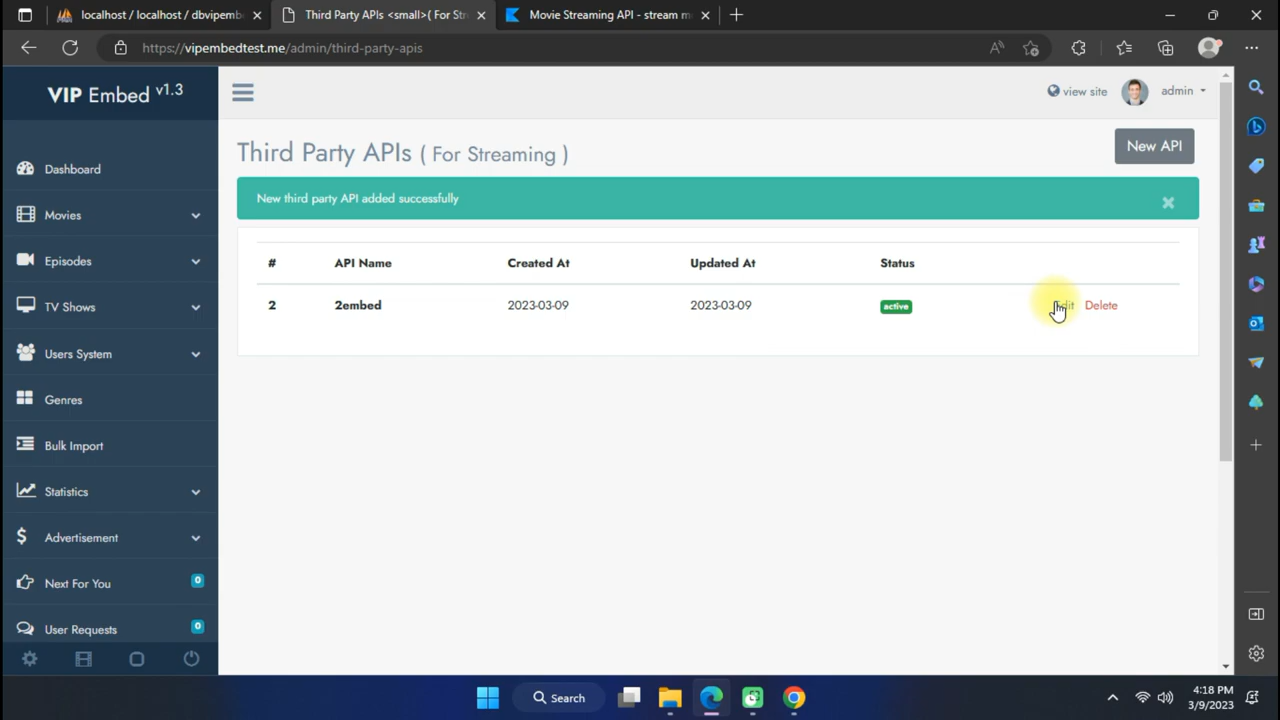 localhost / localhost / dbvipemb
Third Party APIs <small>( For Str
Movie Streaming API - stream m
https://vipembedtest.me/admin/third-party-apis
VIP Embed v1.3
view site
admin
Third Party APIs ( For Streaming )
New API
New third party API added successfully
# API Name Created At Updated At Status
2 2embed 2023-03-09 2023-03-09 active Delete
Dashboard
Movies
Episodes
TV Shows
Users System
Genres
Bulk Import
Statistics
Advertisement
Next For You 0
User Requests 0
Search
4:18 PM
3/9/2023